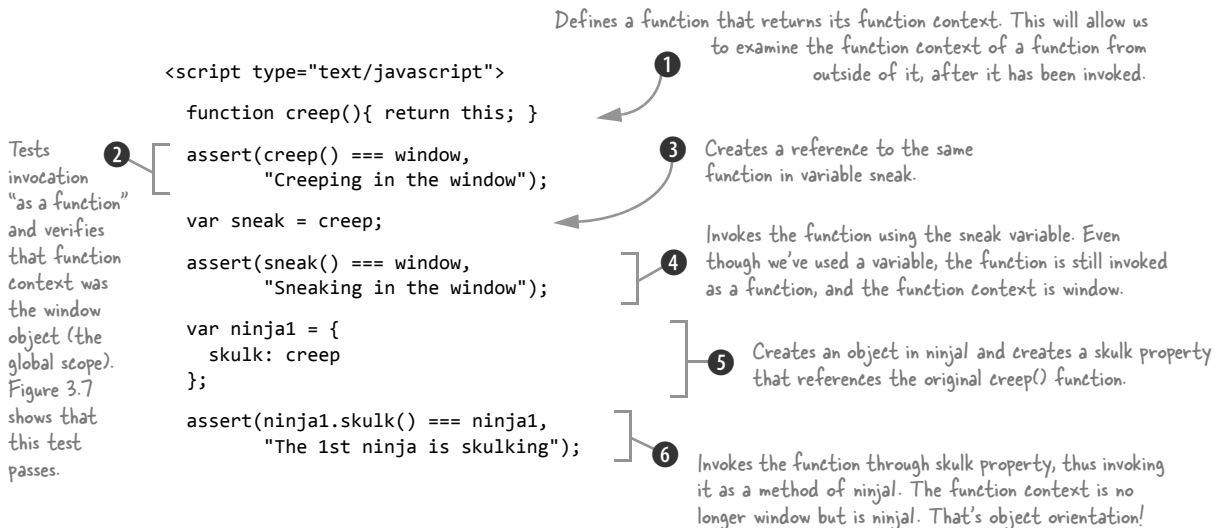 Defines a function that returns its function context. This will allow us
to examine the function context of a function from
outside of it, after it has been invoked.
1
<script type="text/javascript">
function creep(){ return this; }
Tests
invocation
"as a function"
and verifies
that function
context was
the window
object (the
global scope).
Figure 3.7
shows that
this test
passes.
2
assert(creep() === window,
"Creeping in the window");
3
Creates a reference to the same
function in variable sneak.
var sneak = creep;
assert(sneak() === window,
"Sneaking in the window");
4
Invokes the function using the sneak variable. Even
though we've used a variable, the function is still invoked
as a function, and the function context is window.
var ninja1 = {
skulk: creep
};
5
Creates an object in ninja1 and creates a skulk property
that references the original creep() function.
assert(ninja1.skulk() === ninja1,
"The 1st ninja is skulking");
6
Invokes the function through skulk property, thus invoking
it as a method of ninja1. The function context is no
longer window but is ninja1. That's object orientation!